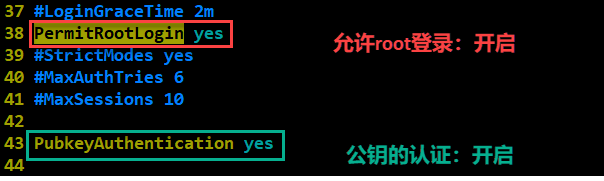 37 #LoginGraceTime 2m
38 PermitRootLogin yes 允许root登录：开启
39 #StrictModes yes
40 #MaxAuthTries 6
41 #MaxSessions 10
42
43 PubkeyAuthentication yes 公钥的认证：开启
44